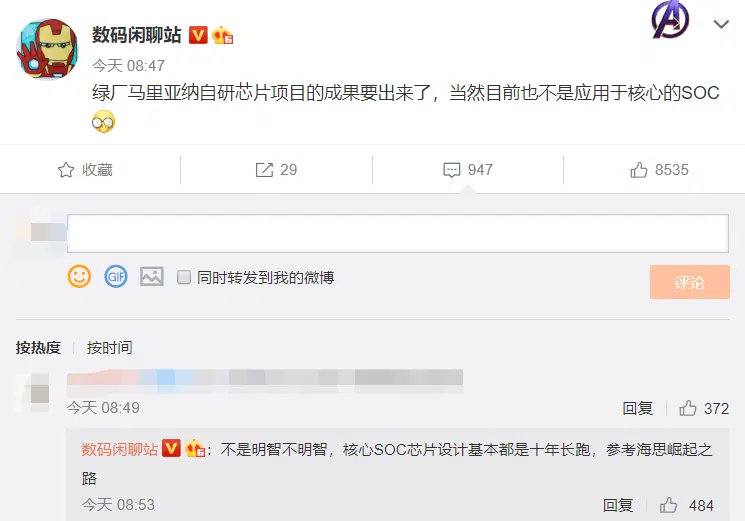 数码闲聊站
今天 08:47
绿厂马里亚纳自研芯片项目的成果要出来了，当然目前也不是应用于核心的SOC
收藏
29
947
8535
GIF
同时转发到我的微博
评论
按热度
按时间
今天 08:49
回复
372
数码闲聊站：不是明智不明智，核心SOC芯片设计基本都是十年长跑，参考海思崛起之
路
今天 08:53
回复
484